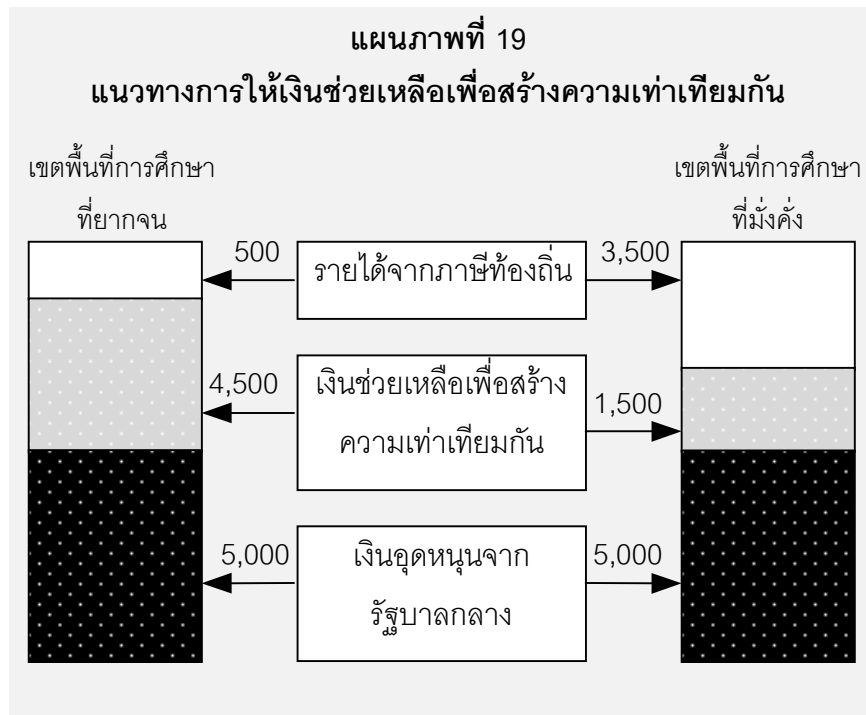 แผนภาพที่ 19
แนวทางการให้เงินช่วยเหลือเพื่อสร้างความเท่าเทียมกัน
เขตพื้นที่การศึกษา
ที่ยากจน
เขตพื้นที่การศึกษา
ที่มั่งคั่ง
500
รายได้จากภาษีท้องถิ่น
3,500
4,500
เงินช่วยเหลือเพื่อสร้าง
ความเท่าเทียมกัน
1,500
5,000
เงินอุดหนุนจาก
รัฐบาลกลาง
5,000